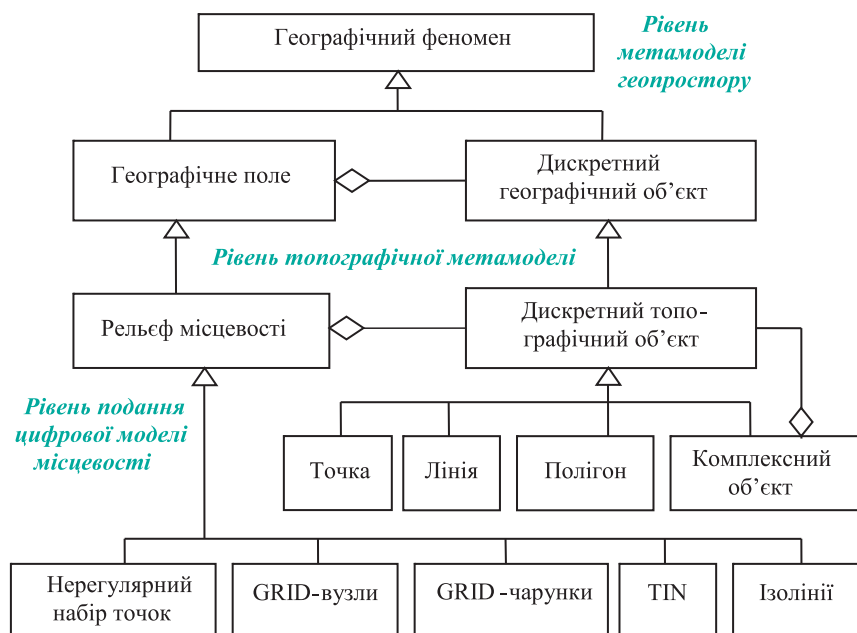 Географічний феномен
Рівень
метамоделі
геопростору
Географічне поле
Дискретний
географічний об’єкт
Рівень топографічної метамоделі
Рельєф місцевості
Дискретний топо-
графічний об’єкт
Рівень подання
цифрової моделі
місцевості
Точка
Лінія
Полігон
Комплексний
об’єкт
Нерегулярний
набір точок
GRID-вузли
GRID-чарунки
TIN
Ізолінії